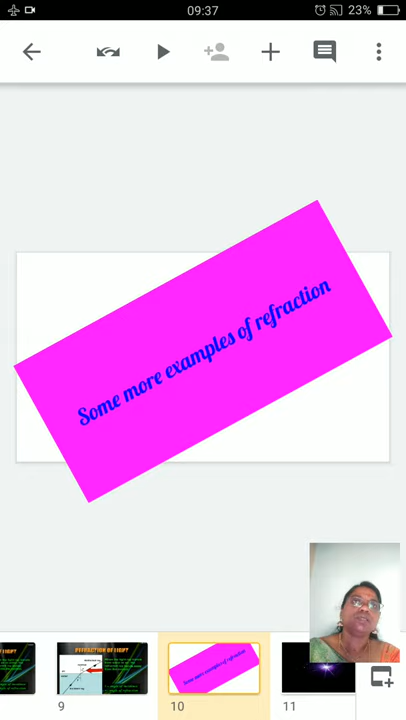 09:37
23%
Some more examples of refraction
REFRACTION OF LIGHT
Some more examples of refraction
9
10
11